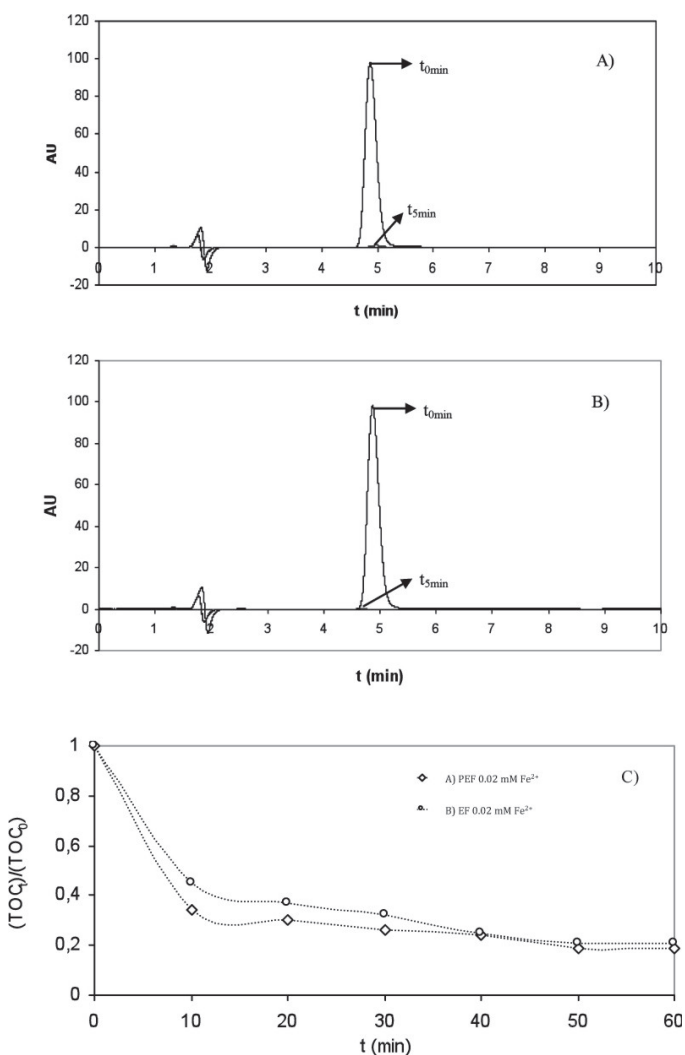 120
100
80
60
40
20
0
-20
AU
A)
t0min
t5min
0 1 2 3 4 5 6 7 8 9 10
t (min)
120
100
80
60
40
20
0
-20
AU
B)
t0min
t5min
0 1 2 3 4 5 6 7 8 9 10
t (min)
1
0,8
0,6
0,4
0,2
0
(TOCt)/(TOC0)
C)
A) PEF 0.02 mM Fe²⁺
B) EF 0.02 mM Fe²⁺
0 10 20 30 40 50 60
t (min)